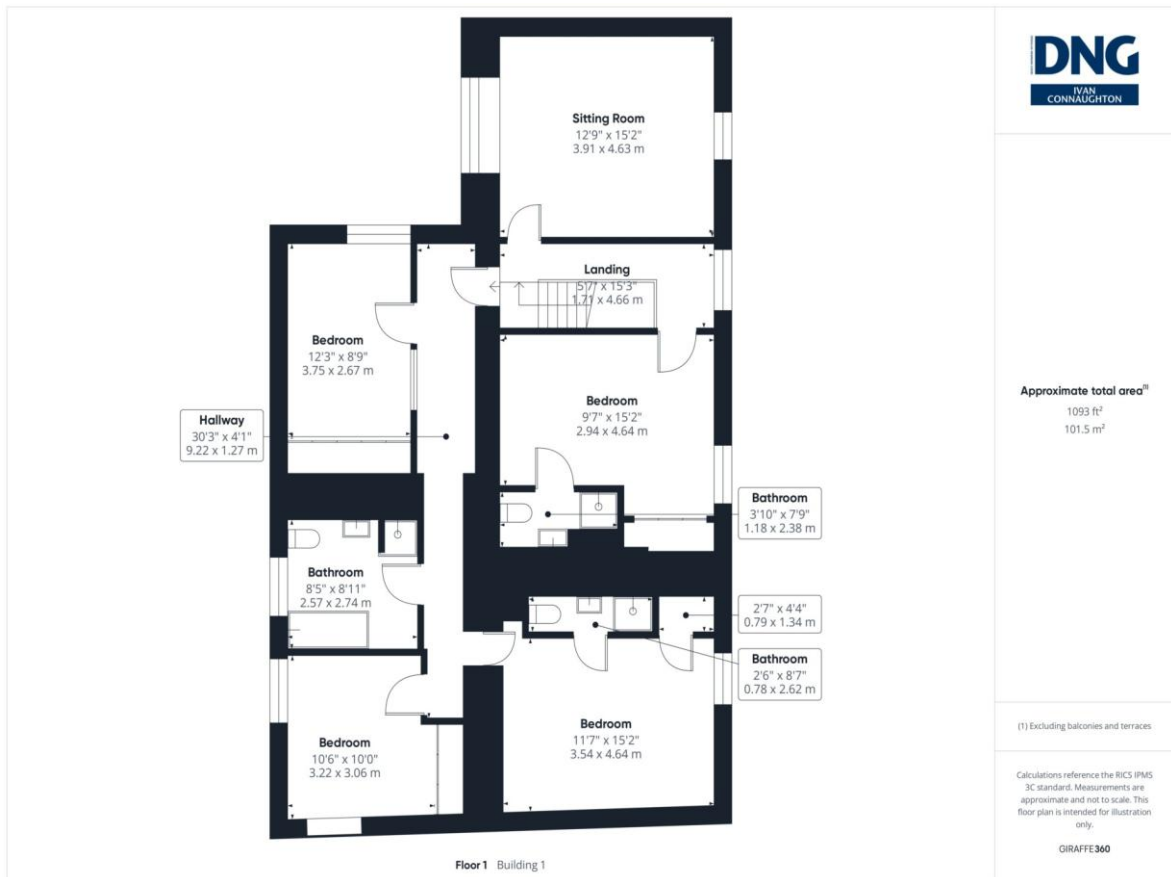 DNG
IVAN
CONNAUGHTON
Sitting Room
12'9" x 15'2"
3.91 x 4.63 m
Landing
5'7" x 15'3"
1.71 x 4.66 m
Bedroom
12'3" x 8'9"
3.75 x 2.67 m
Hallway
30'3" x 4'1"
9.22 x 1.27 m
Bedroom
9'7" x 15'2"
2.94 x 4.64 m
Bathroom
3'10" x 7'9"
1.18 x 2.38 m
Bathroom
8'5" x 8'11"
2.57 x 2.74 m
2'7" x 4'4"
0.79 x 1.34 m
Bathroom
2'6" x 8'7"
0.78 x 2.62 m
Bedroom
11'7" x 15'2"
3.54 x 4.64 m
Bedroom
10'6" x 10'0"
3.22 x 3.06 m
Floor 1 Building 1
Approximate total area(1)
1093 ft²
101.5 m²
(1) Excluding balconies and terraces
Calculations reference the RICS IPMS
3C standard. Measurements are
approximate and not to scale. This
floor plan is intended for illustration
only.
GIRAFFE360